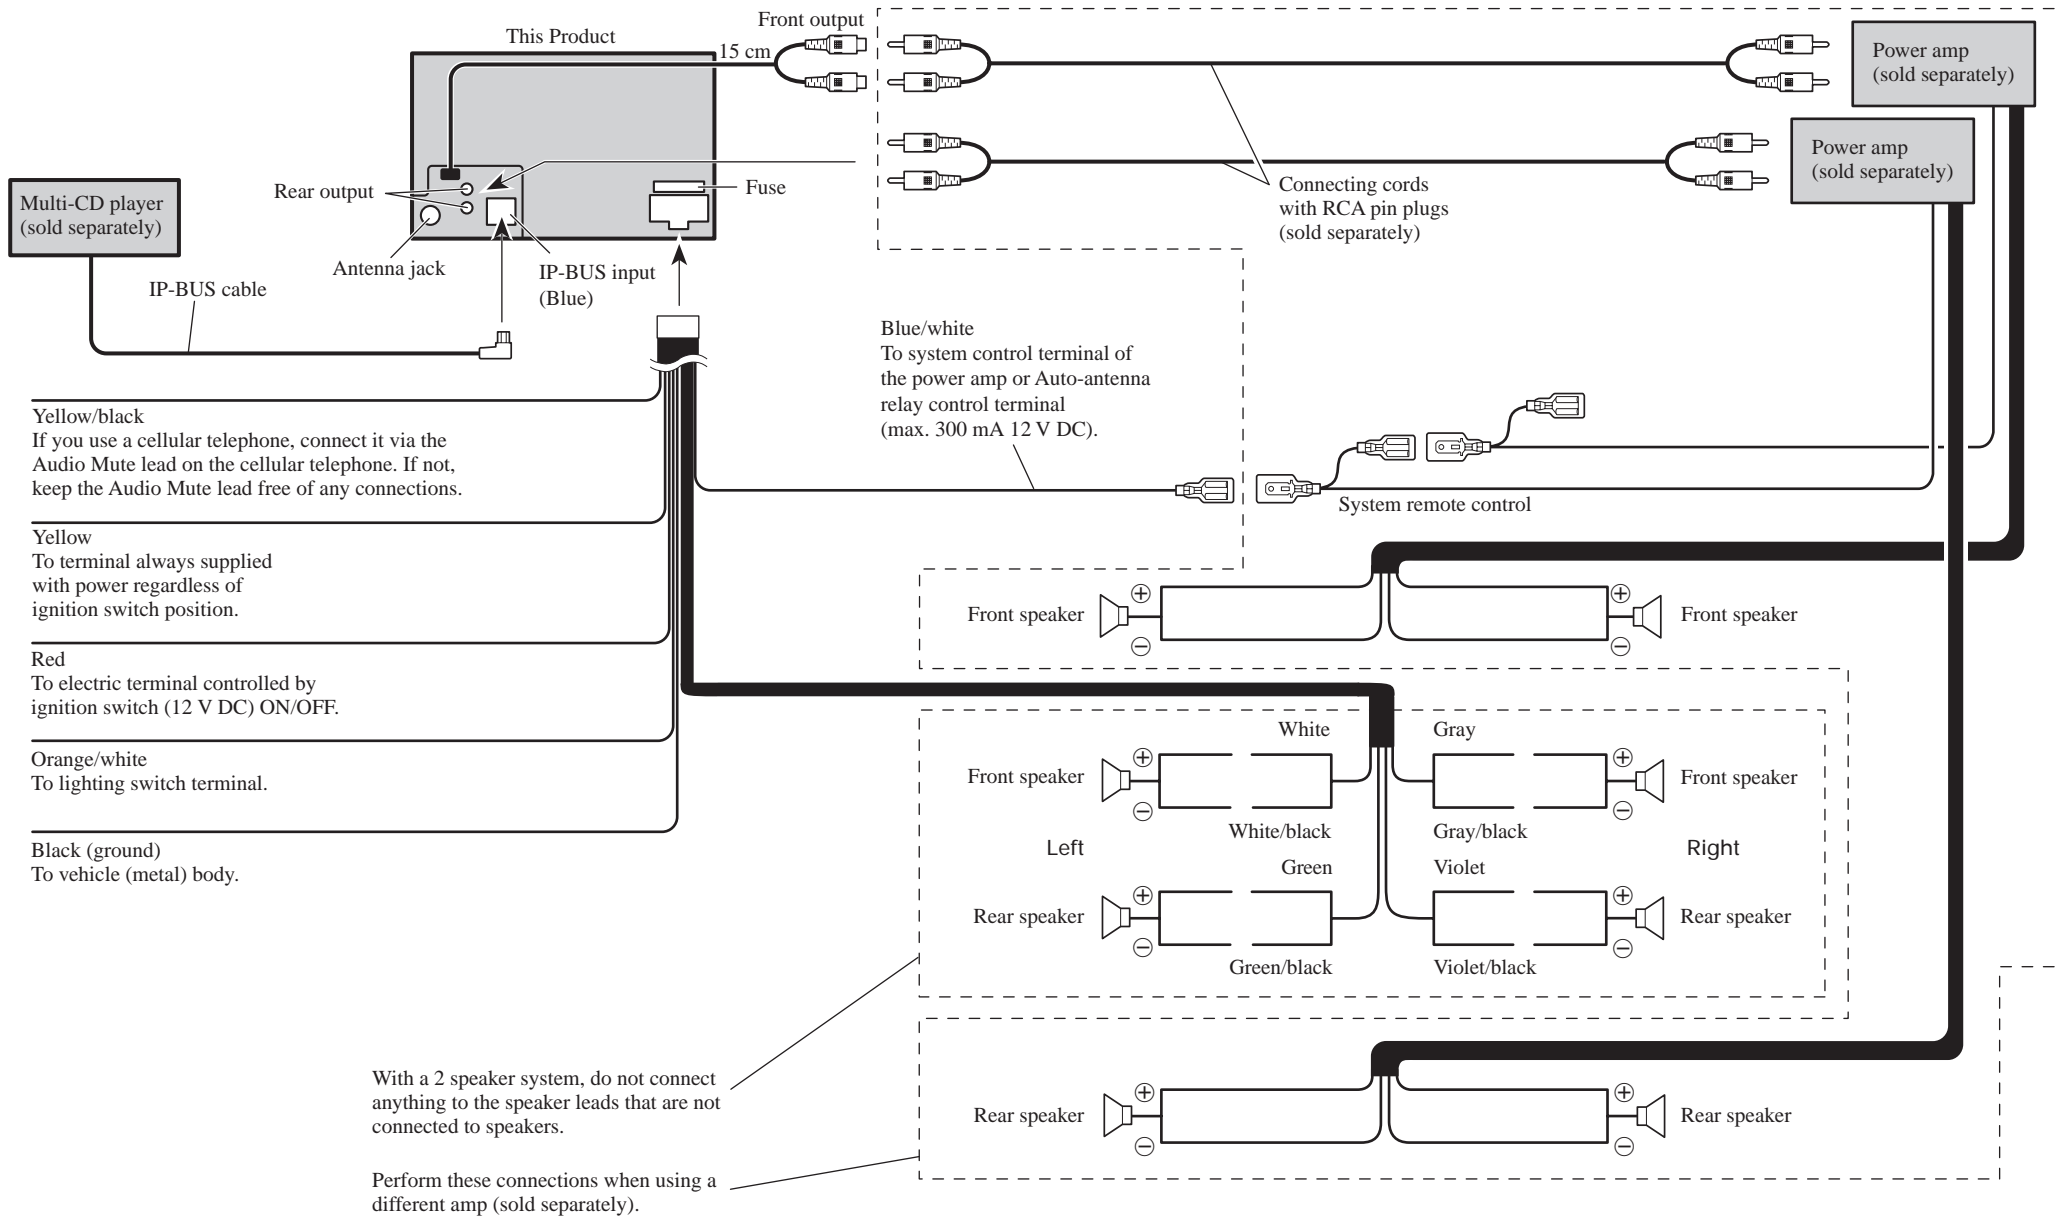 Front output
This Product
15 cm
Power amp
(sold separately)
Power amp
(sold separately)
Rear output
Fuse
Multi-CD player
(sold separately)
Connecting cords
with RCA pin plugs
(sold separately)
Antenna jack
IP-BUS input
(Blue)
IP-BUS cable
Blue/white
To system control terminal of
the power amp or Auto-antenna
relay control terminal
(max. 300 mA 12 V DC).
Yellow/black
If you use a cellular telephone, connect it via the
Audio Mute lead on the cellular telephone. If not,
keep the Audio Mute lead free of any connections.
System remote control
Yellow
To terminal always supplied
with power regardless of
ignition switch position.
+
+
Front speaker
Front speaker
−
−
Red
To electric terminal controlled by
ignition switch (12 V DC) ON/OFF.
White
Gray
+
+
Front speaker
Front speaker
−
−
White/black
Gray/black
Orange/white
To lighting switch terminal.
Left
Right
Black (ground)
To vehicle (metal) body.
Green
Violet
+
+
Rear speaker
Rear speaker
−
−
Green/black
Violet/black
With a 2 speaker system, do not connect
anything to the speaker leads that are not
connected to speakers.
+
+
Rear speaker
Rear speaker
−
−
Perform these connections when using a
different amp (sold separately).